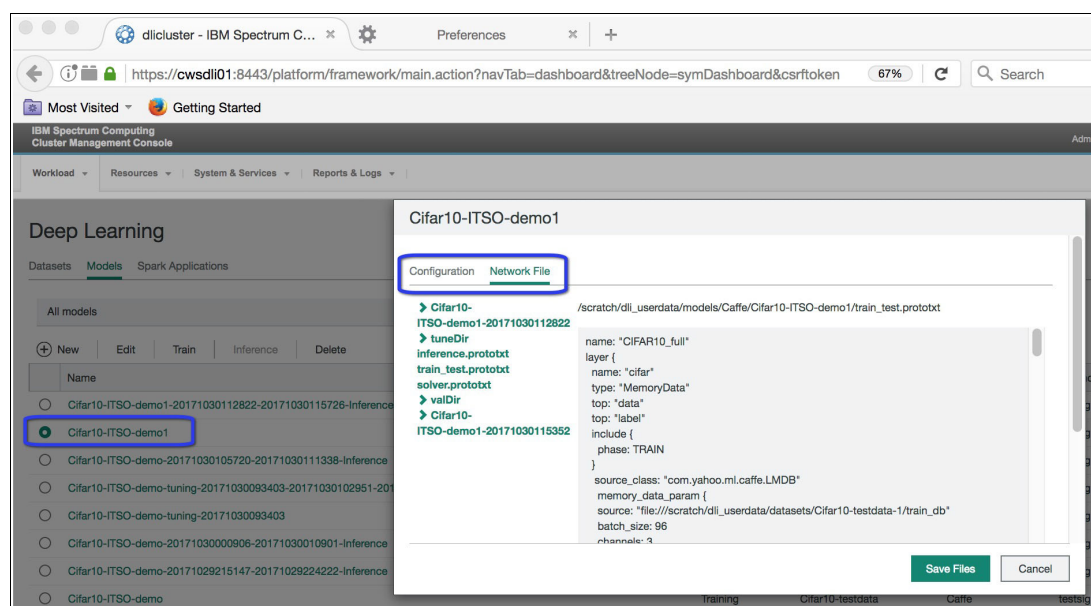 dlicluster - IBM Spectrum C... ×
Preferences × +
https://cwsdli01:8443/platform/framework/main.action?navTab=dashboard&treeNode=symDashboard&csrftoken 67% Search
Most Visited Getting Started
IBM Spectrum Computing
Cluster Management Console
Adm
Workload Resources System & Services Reports & Logs
Deep Learning
Datasets Models Spark Applications
All models
New Edit Train Inference Delete
Name
Cifar10-ITSO-demo1-20171030112822-20171030115726-Inference
Cifar10-ITSO-demo1
Cifar10-ITSO-demo-20171030105720-20171030111338-Inference
Cifar10-ITSO-demo-tuning-20171030093403-20171030102951-201
Cifar10-ITSO-demo-tuning-20171030093403
Cifar10-ITSO-demo-20171030000906-20171030010901-Inference
Cifar10-ITSO-demo-20171029215147-20171029224222-Inference
Cifar10-ITSO-demo Training Cifar10-testdata Caffe
Cifar10-ITSO-demo1
Configuration Network File
Cifar10-
ITSO-demo1-20171030112822
tuneDir
inference.prototxt
train_test.prototxt
solver.prototxt
valDir
Cifar10-
ITSO-demo1-20171030115352
/scratch/dli_userdata/models/Caffe/Cifar10-ITSO-demo1/train_test.prototxt
name: "CIFAR10_full"
layer {
name: "cifar"
type: "MemoryData"
top: "data"
top: "label"
include {
phase: TRAIN
}
source_class: "com.yahoo.ml.caffe.LMDB"
memory_data_param {
source: "file:///scratch/dli_userdata/datasets/Cifar10-testdata-1/train_db"
batch_size: 96
channels: 3
Save Files Cancel